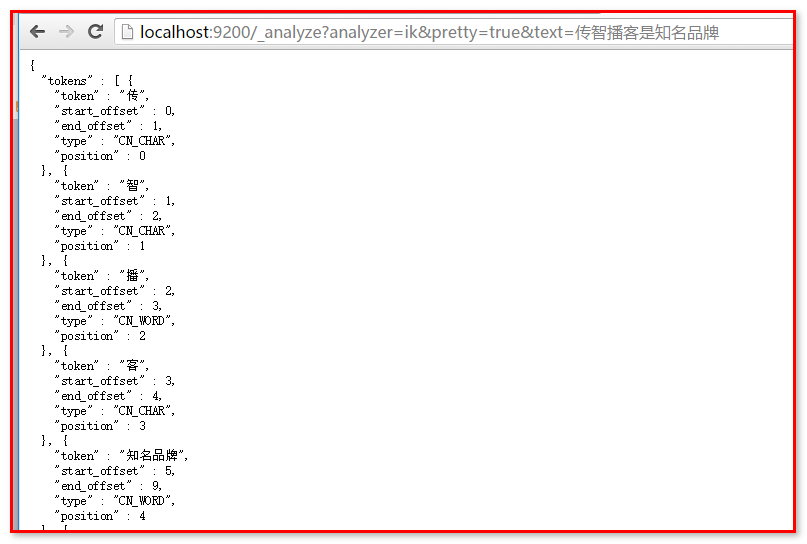 localhost:9200/_analyze?analyzer=ik&pretty=true&text=传智播客是知名品牌
{
"tokens" : [ {
"token" : "传",
"start_offset" : 0,
"end_offset" : 1,
"type" : "CN_CHAR",
"position" : 0
}, {
"token" : "智",
"start_offset" : 1,
"end_offset" : 2,
"type" : "CN_CHAR",
"position" : 1
}, {
"token" : "播",
"start_offset" : 2,
"end_offset" : 3,
"type" : "CN_WORD",
"position" : 2
}, {
"token" : "客",
"start_offset" : 3,
"end_offset" : 4,
"type" : "CN_CHAR",
"position" : 3
}, {
"token" : "知名品牌",
"start_offset" : 5,
"end_offset" : 9,
"type" : "CN_WORD",
"position" : 4
}, {